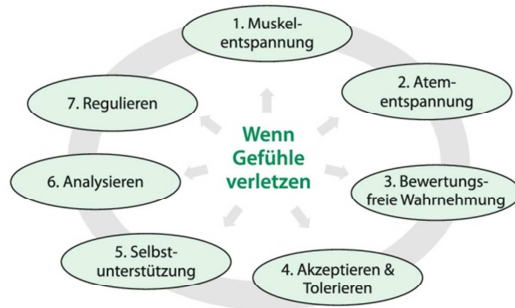 1. Muskel-
entspannung
2. Atem-
entspannung
3. Bewertungs-
freie Wahrnehmung
4. Akzeptieren &
Tolerieren
5. Selbst-
unterstützung
6. Analysieren
7. Regulieren
Wenn
Gefühle
verletzen